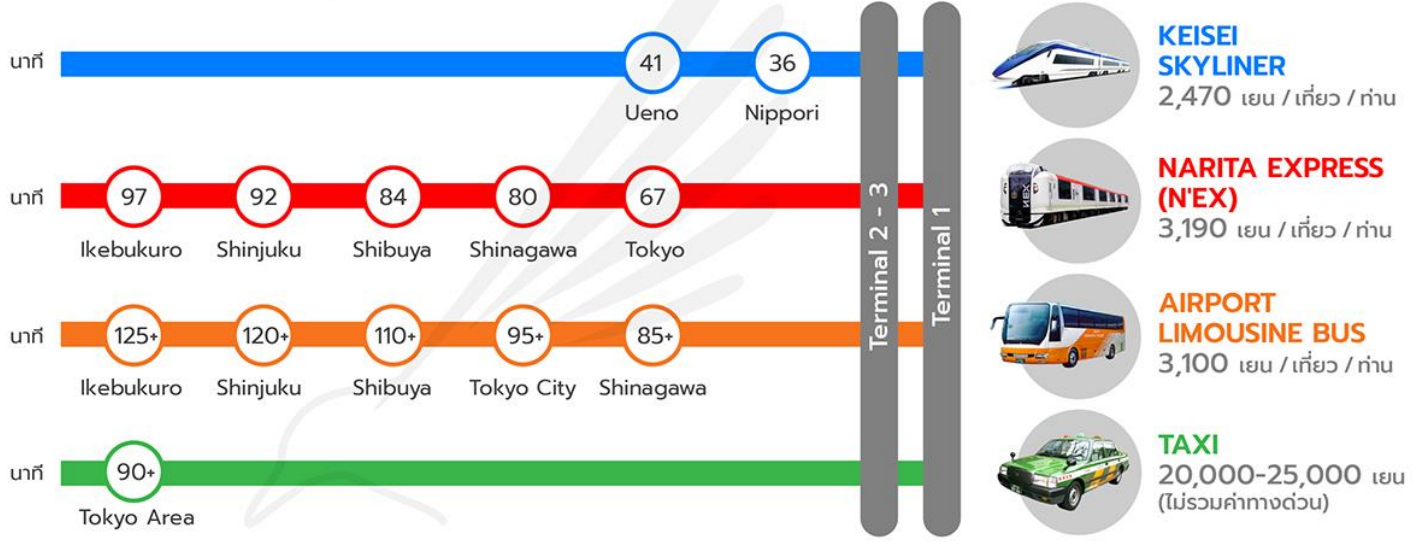 นาที
41
36
Ueno
Nippori
KEISEI
SKYLINER
2,470 เยน / เที่ยว / ท่าน
นาที
97
92
84
80
67
Ikebukuro
Shinjuku
Shibuya
Shinagawa
Tokyo
NARITA EXPRESS
(N'EX)
3,190 เยน / เที่ยว / ท่าน
นาที
125+
120+
110+
95+
85+
Ikebukuro
Shinjuku
Shibuya
Tokyo City
Shinagawa
AIRPORT
LIMOUSINE BUS
3,100 เยน / เที่ยว / ท่าน
นาที
90+
Tokyo Area
TAXI
20,000-25,000 เยน
(ไม่รวมค่าทางด่วน)
Terminal 2 - 3
Terminal 1
NEX